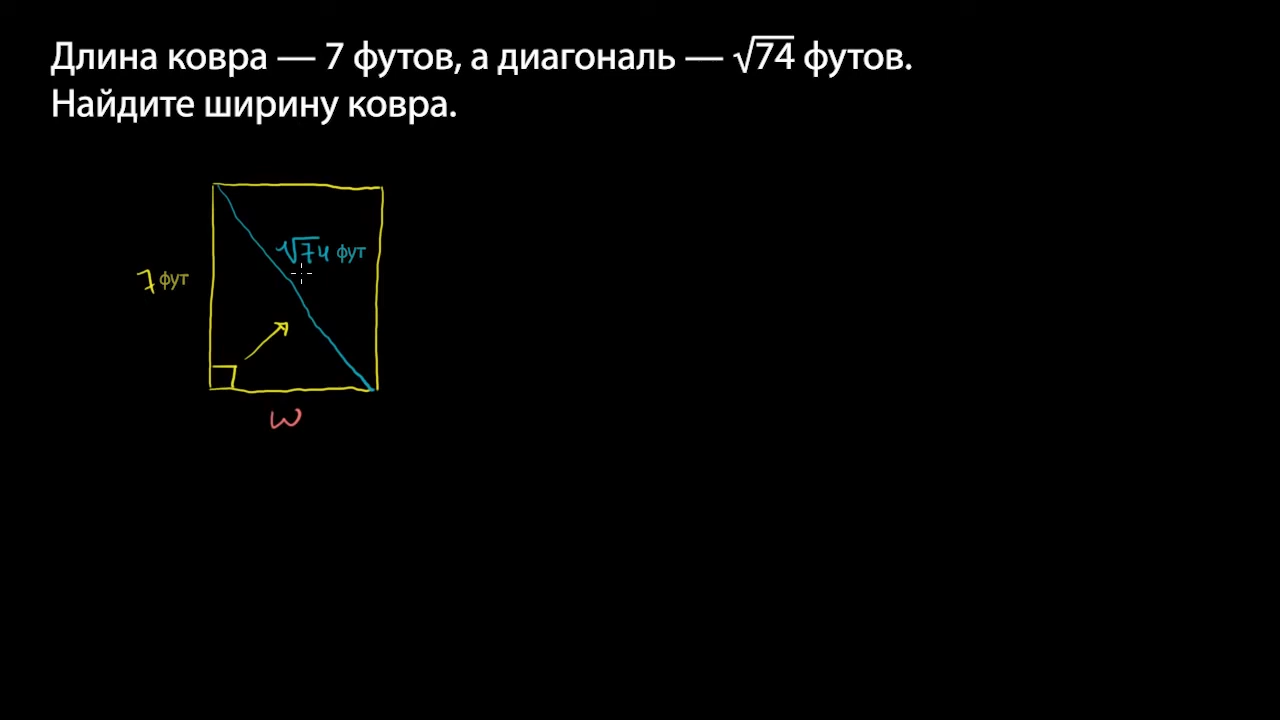 Длина ковра — 7 футов, а диагональ — √74 футов.
Найдите ширину ковра.
√74 фут
7 фут
w